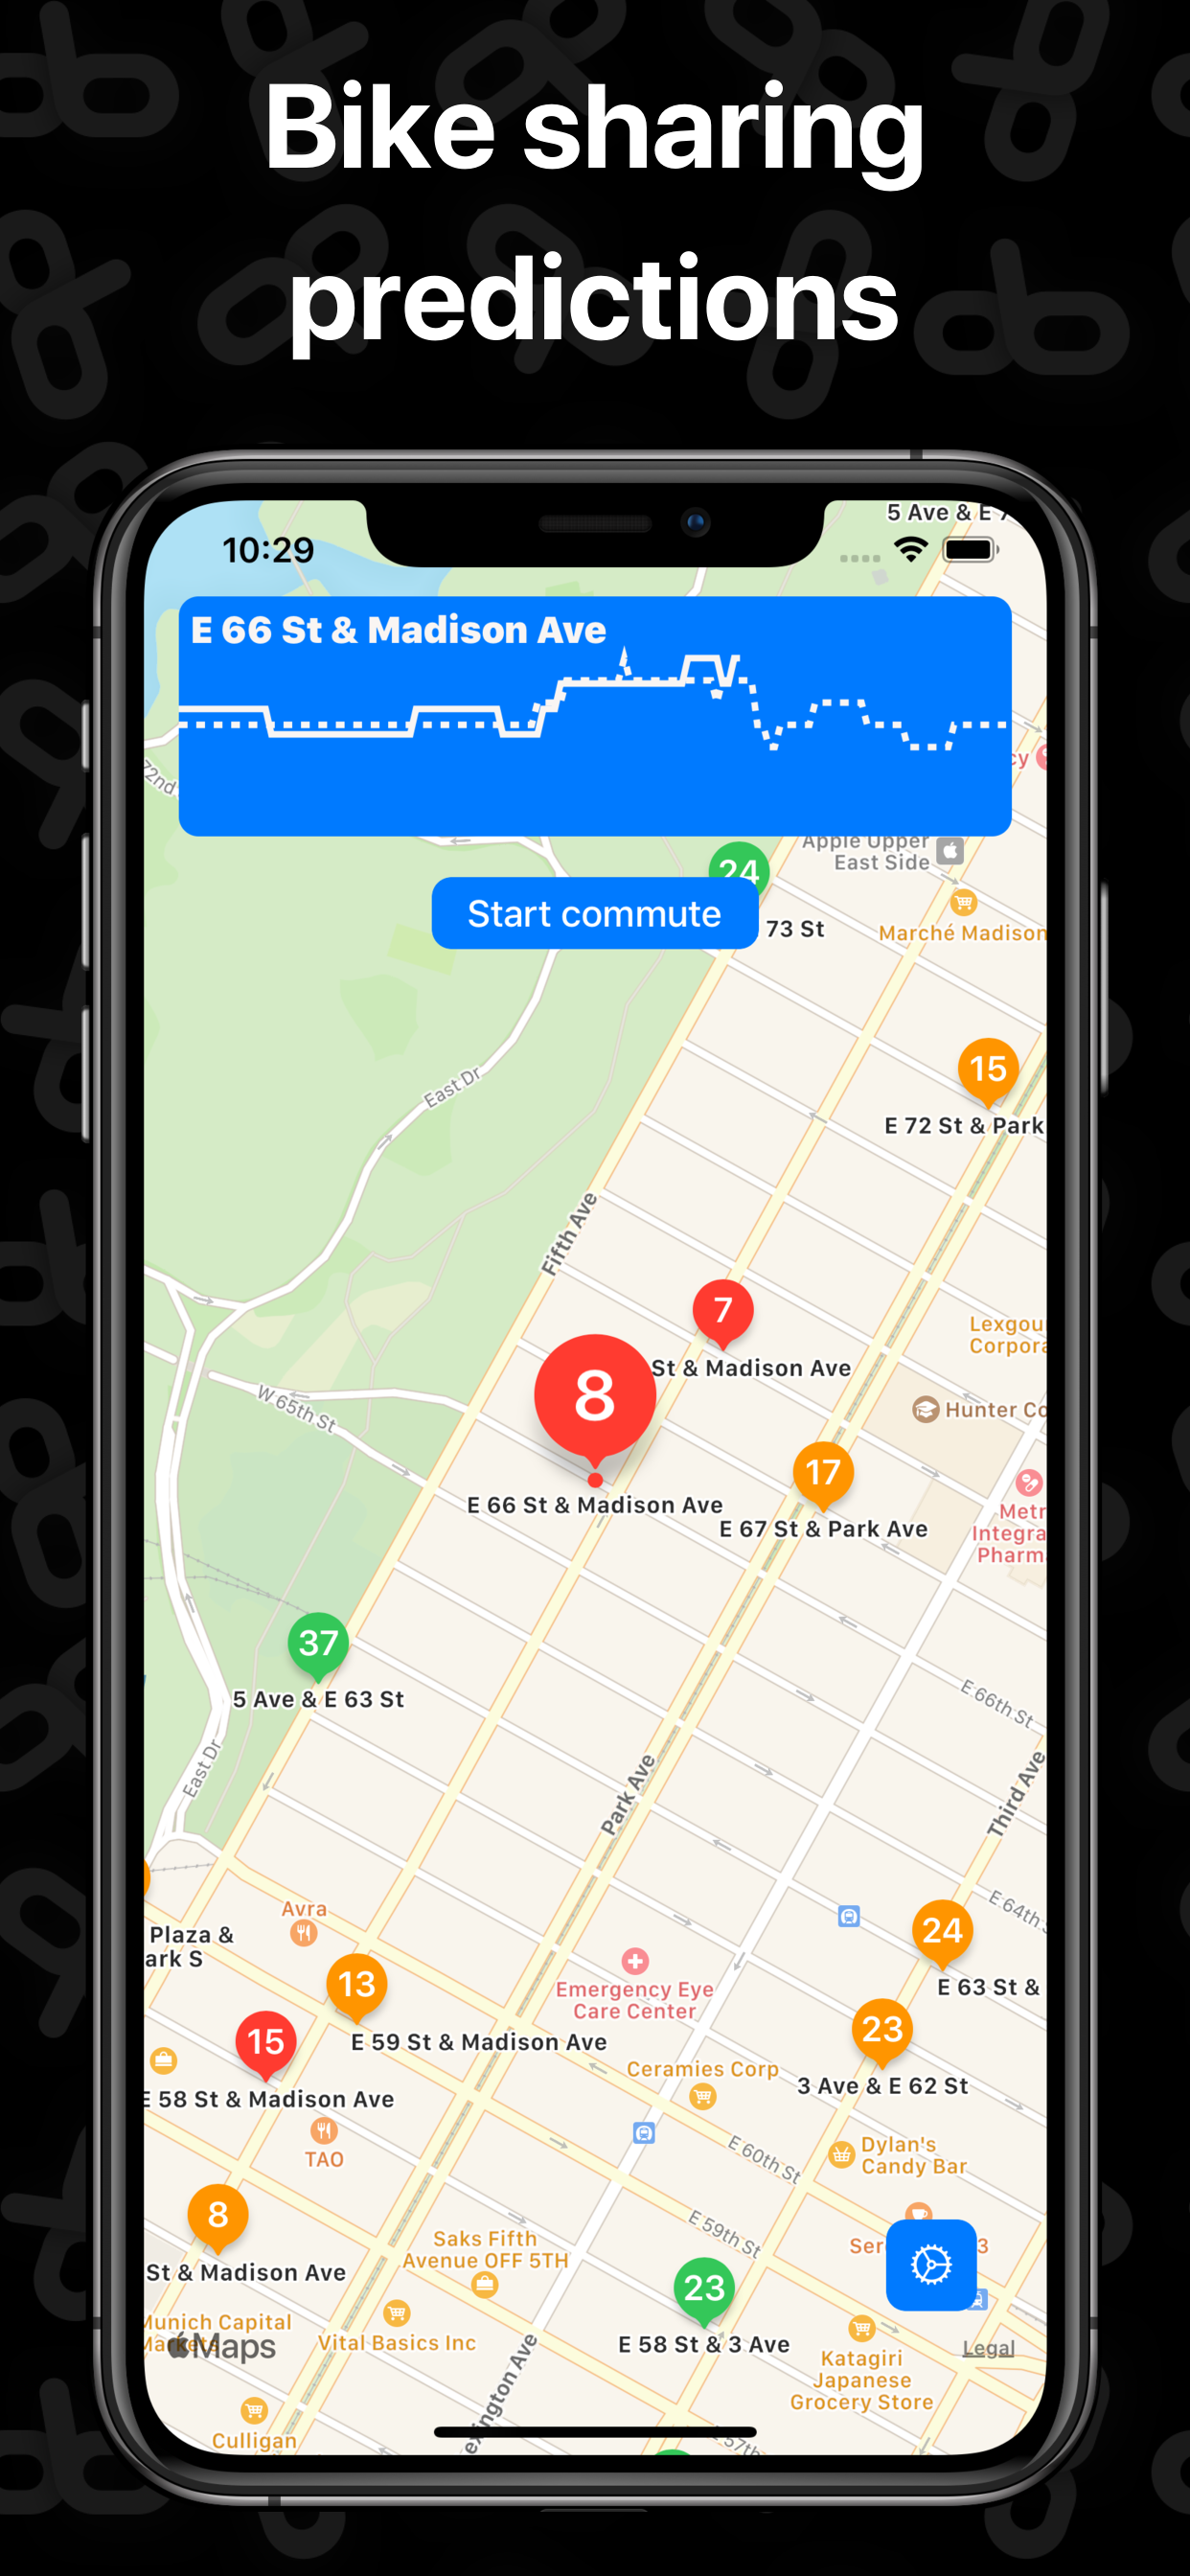 Bike sharing
predictions
5 Ave & E 7
10:29
E 66 St & Madison Ave
72nd
cy
Apple Upper
East Side
24
Start commute
73 St
Marché Madison
15
East Dr
E 72 St & Park
Fifth Ave
7
Lexgou
Corpora
St & Madison Ave
8
W 65th St
Hunter Co
17
E 66 St & Madison Ave
E 67 St & Park Ave
Metr
Integra
Pharm
37
5 Ave & E 63 St
E 66th St
East Dr
Park Ave
Third Ave
E 64th S
Avra
24
Plaza &
ark S
13
Emergency Eye
Care Center
E 63 St &
15
E 59 St & Madison Ave
23
Ceramies Corp
3 Ave & E 62 St
E 58 St & Madison Ave
TAO
E 60th St
Dylan's
Candy Bar
8
E 59th St
Saks Fifth
Avenue OFF 5TH
Ser
3
St & Madison Ave
23
Munich Capital
Markets
Maps
Vital Basics Inc
E 58 St & 3 Ave
Legal
Katagiri
Japanese
Grocery Store
exington Ave
Culligan
57th